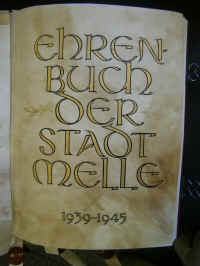 EHREN-
BUCH
DER
STADT
MELLE
1939-1945